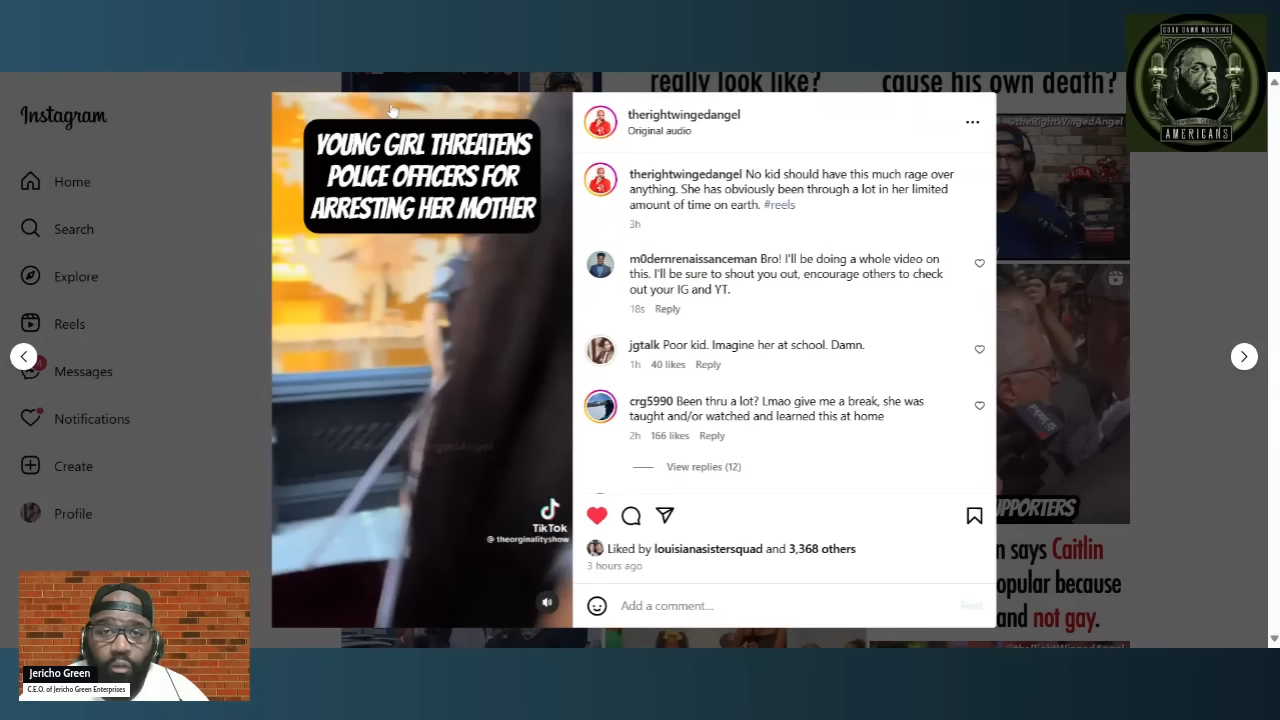 really look like?
cause his own death?
GODD DAMN MORNING
AMERICANS
@theRightWingedAngel
USA
Instagram
Home
Search
Explore
Reels
Messages
Notifications
Create
Profile
YOUNG GIRL THREATENS
POLICE OFFICERS FOR
ARRESTING HER MOTHER
TikTok
@ theorginalityshow
therightwingedangel
Original audio
therightwingedangel No kid should have this much rage over
anything. She has obviously been through a lot in her limited
amount of time on earth. #reels
3h
m0dernrenaissanceman Bro! I'll be doing a whole video on
this. I'll be sure to shout you out, encourage others to check
out your IG and YT.
18s Reply
jgtalk Poor kid. Imagine her at school. Damn.
1h 40 likes Reply
crg5990 Been thru a lot? Lmao give me a break, she was
taught and/or watched and learned this at home
2h 166 likes Reply
View replies (12)
Liked by louisianasistersquad and 3,368 others
3 hours ago
Add a comment...
Post
UPPORTERS
n says Caitlin
opular because
and not gay.
@theRightWingedAngel
Jericho Green
C.E.O. of Jericho Green Enterprises